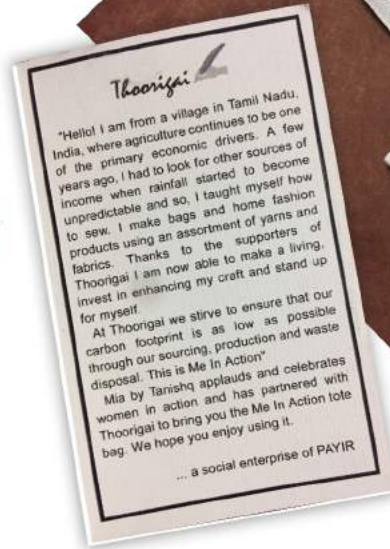 Thoorigai
"Hello! I am from a village in Tamil Nadu,
India, where agriculture continues to be one
of the primary economic drivers. A few
years ago, I had to look for other sources of
income when rainfall started to become
unpredictable and so, I taught myself how
to sew. I make bags and home fashion
products using an assortment of yarns and
fabrics. Thanks to the supporters of
Thoorigai I am now able to make a living,
invest in enhancing my craft and stand up
for myself.
At Thoorigai we stirve to ensure that our
carbon footprint is as low as possible
through our sourcing, production and waste
disposal. This is Me In Action"
Mia by Tanishq applauds and celebrates
women in action and has partnered with
Thoorigai to bring you the Me In Action tote
bag. We hope you enjoy using it.
... a social enterprise of PAYIR